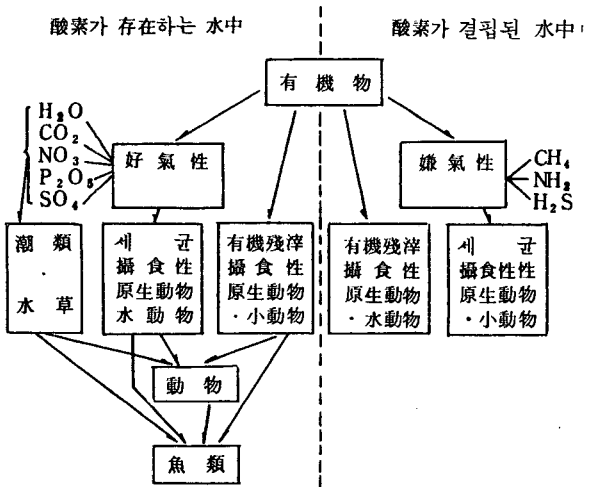 酸素가 存在하는 水中
酸素가 결핍된 水中
有機物
H₂O
CO₂
NO₃
P₂O₅
SO₄
好氣性
嫌氣性
CH₄
NH₂
H₂S
潮類
·
水草
세균
攝食性
原生動物
水動物
有機殘滓
攝食性
原生動物
·小動物
有機殘滓
攝食性
原生動物
·水動物
세균
攝食性性
原生動物
·小動物
動物
魚類